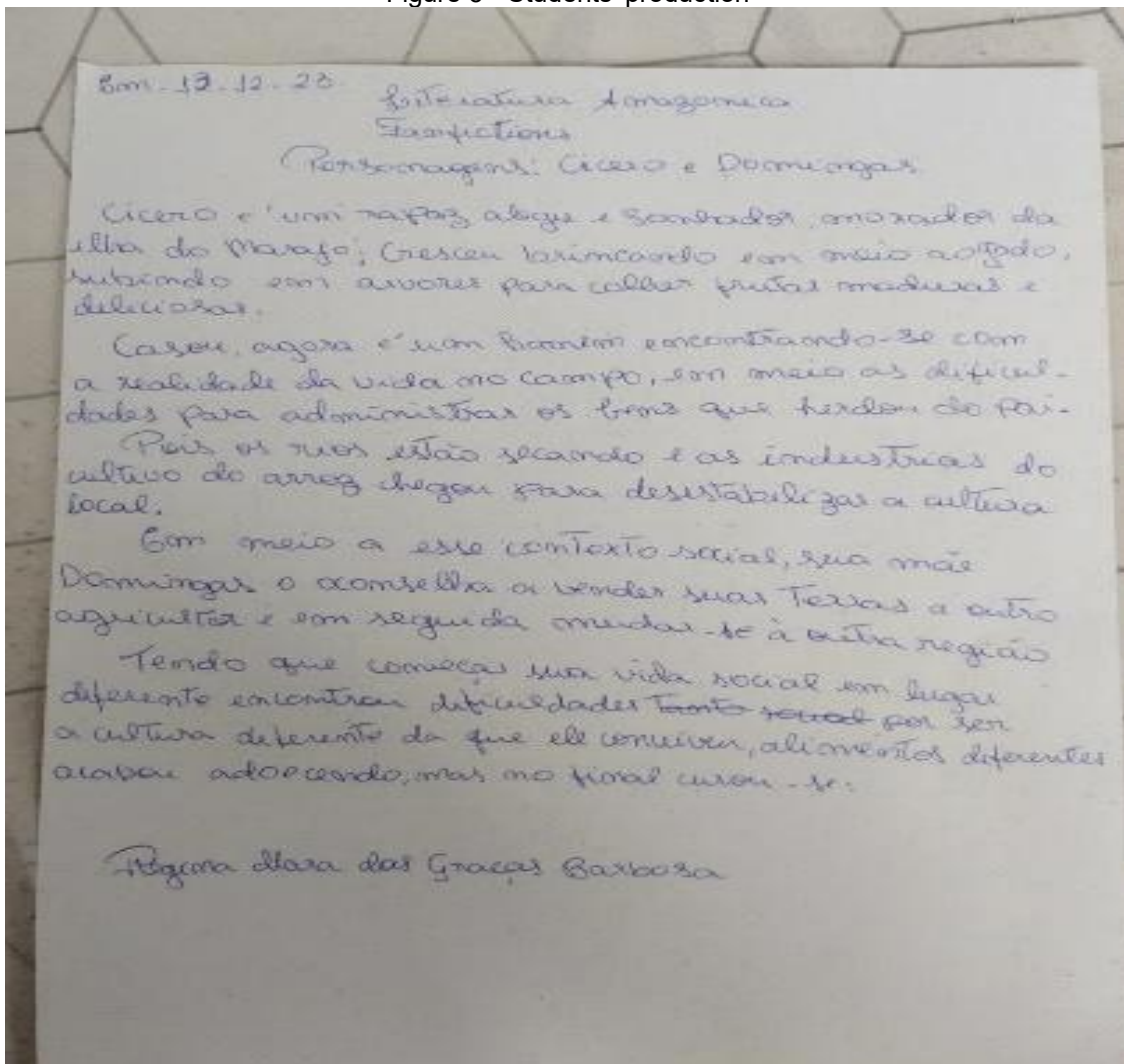 Figure 3 - Students' production
Em - 12.12.23.
Literatura Amazonica
Fanfictions
Personagens: Cicero e Domingas
Cicero é um rapaz alegre e sonhador, morador da
ilha do Marajó; Cresceu brincando em meio ao gado,
subindo em arvores para colher frutas maduras e
deliciosas.
Casou, agora é um homem encontrando-se com
a realidade da vida no campo, em meio as dificul-
dades para administrar os bens que herdou do pai.
Pois os rios estão secando e as industrias do
cultivo do arroz chegou para desestabilizar a cultura
local.
Em meio a esse contexto social, sua mãe
Domingas o aconselha a vender suas Terras a outro
agricultor e em seguida mudar-se à outra região
Tendo que começar sua vida social em lugar
diferente encontrou dificuldades tanto social por ser
a cultura diferente da que ele conviveu, alimentos diferentes
acabou adoecendo, mas no final curou-se.
Regina Mara das Graças Barbosa